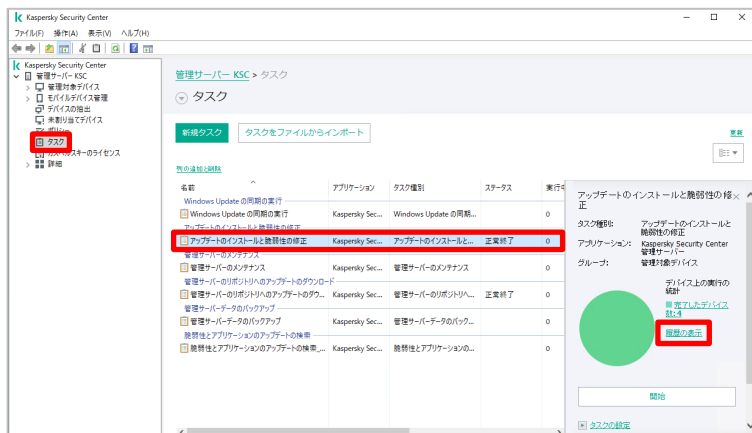 Kaspersky Security Center
ファイル(F) 操作(A) 表示(V) ヘルプ(H)
Kaspersky Security Center
管理サーバー KSC
管理対象デバイス
モバイルデバイス管理
デバイスの抽出
未割り当てデバイス
タスク
カスペルスキーのライセンス
詳細
管理サーバー KSC > タスク
タスク
新規タスク タスクをファイルからインポート
更新
列の追加と削除
名前 アプリケーション タスク種別 ステータス 実行中
Windows Update の同期の実行
Windows Update の同期の実行 Kaspersky Sec... Windows Update の同期... 0
アップデートのインストールと脆弱性の修正
アップデートのインストールと脆弱性の修正 Kaspersky Sec... アップデートのインストールと... 正常終了 0
管理サーバーのメンテナンス
管理サーバーのメンテナンス Kaspersky Sec... 管理サーバーのメンテナンス 0
管理サーバーのリポジトリへのアップデートのダウンロード
管理サーバーのリポジトリへのアップデートのダウ... Kaspersky Sec... 管理サーバーのリポジトリへ... 正常終了 0
管理サーバーデータのバックアップ
管理サーバーデータのバックアップ Kaspersky Sec... 管理サーバーデータのバック... 0
脆弱性とアプリケーションのアップデートの検索
脆弱性とアプリケーションのアップデートの検索_... Kaspersky Sec... 脆弱性とアプリケーションの... 0
アップデートのインストールと脆弱性の修
正
タスク種別: アップデートのインストールと
脆弱性の修正
アプリケーション: Kaspersky Security Center
管理サーバー
グループ: 管理対象デバイス
デバイス上の実行の
統計
完了したデバイス
数: 4
履歴の表示
開始
タスクの設定